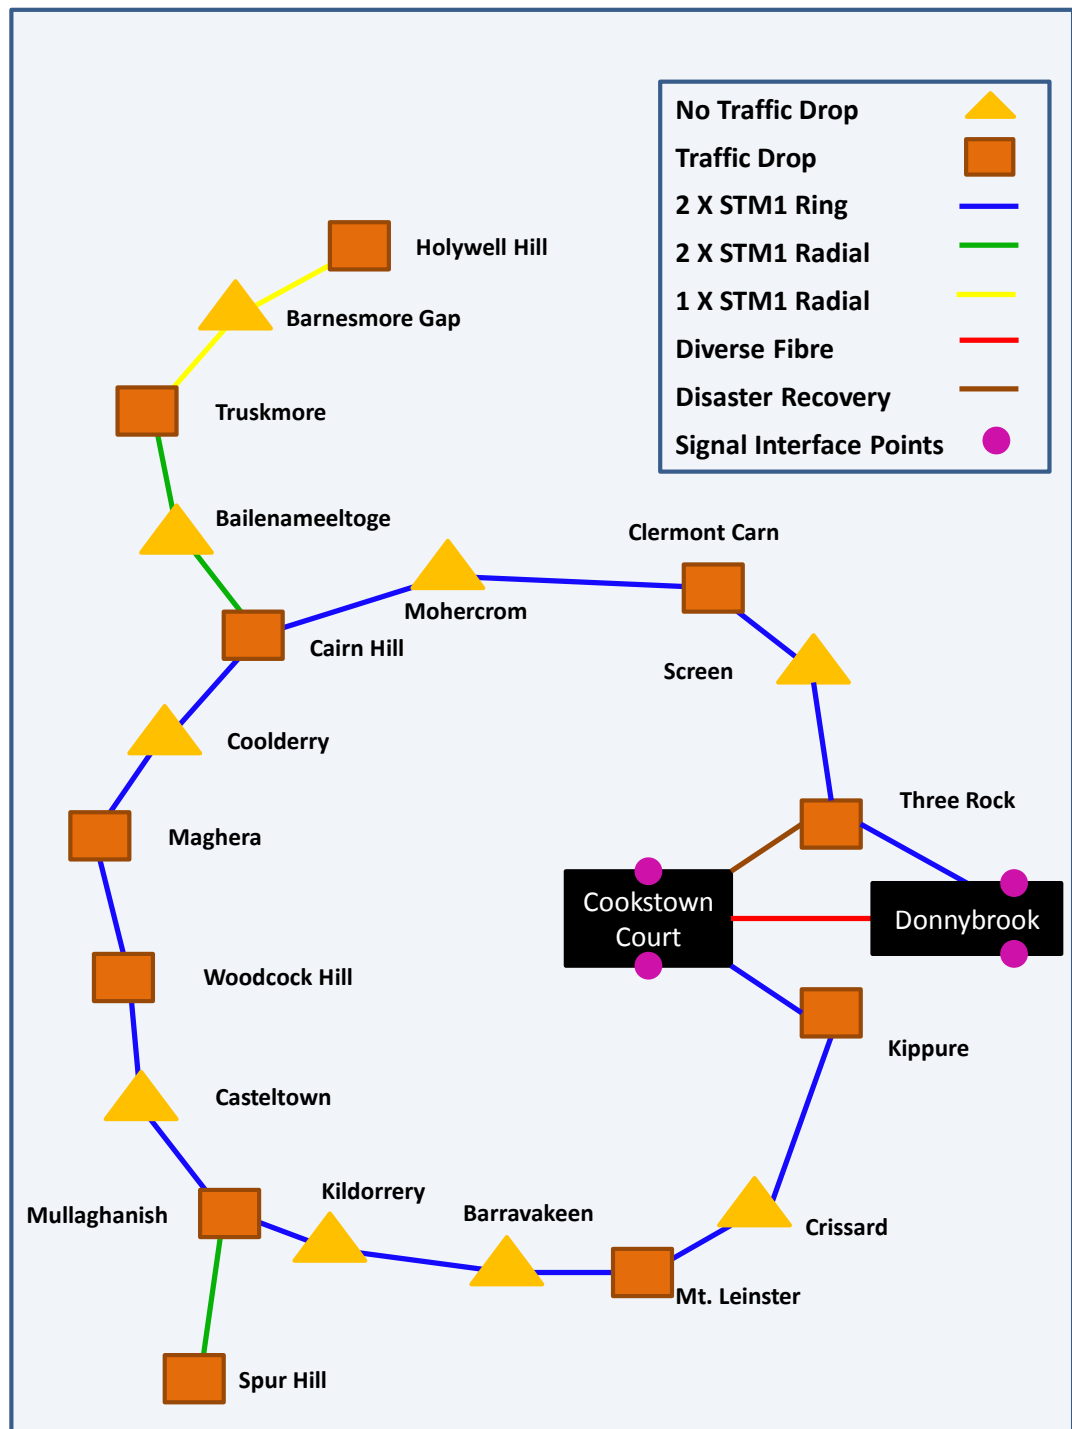 No Traffic Drop
Traffic Drop
2 X STM1 Ring
2 X STM1 Radial
1 X STM1 Radial
Diverse Fibre
Disaster Recovery
Signal Interface Points
Holywell Hill
Barnesmore Gap
Truskmore
Bailenameeltoge
Clermont Carn
Mohercrom
Cairn Hill
Screen
Coolderry
Three Rock
Maghera
Cookstown
Court
Donnybrook
Woodcock Hill
Kippure
Casteltown
Kildorrery
Mullaghanish
Barravakeen
Crissard
Mt. Leinster
Spur Hill